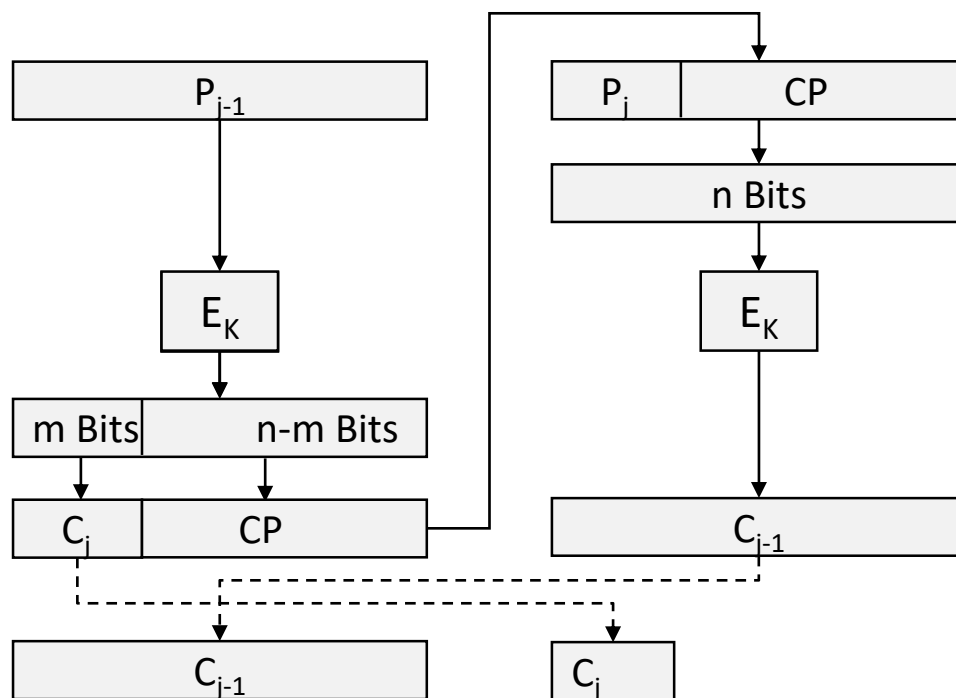 P_{j-1}
P_j CP
n Bits
E_K E_K
m Bits n-m Bits
C_j CP C_{j-1}
C_{j-1} C_j